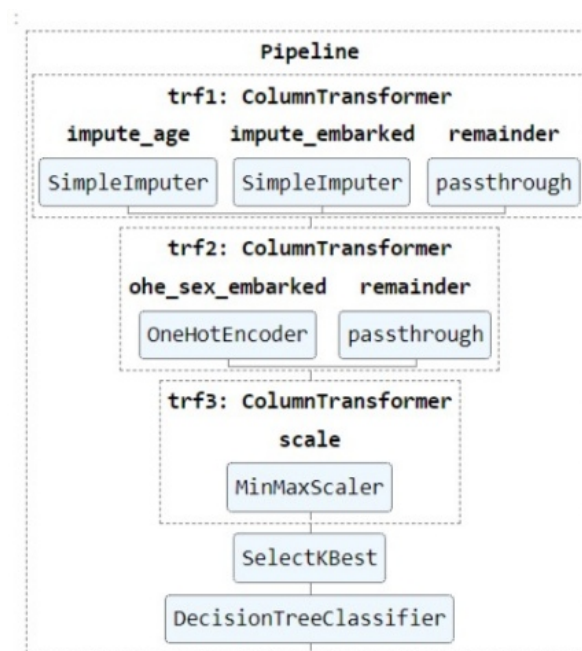 :
Pipeline
trf1: ColumnTransformer
impute_age impute_embarked remainder
SimpleImputer SimpleImputer passthrough
trf2: ColumnTransformer
ohe_sex_embarked remainder
OneHotEncoder passthrough
trf3: ColumnTransformer
scale
MinMaxScaler
SelectKBest
DecisionTreeClassifier